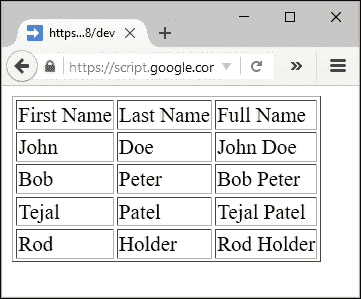 https...8/dev
https://script.google.cor
First Name Last Name Full Name
John Doe John Doe
Bob Peter Bob Peter
Tejal Patel Tejal Patel
Rod Holder Rod Holder